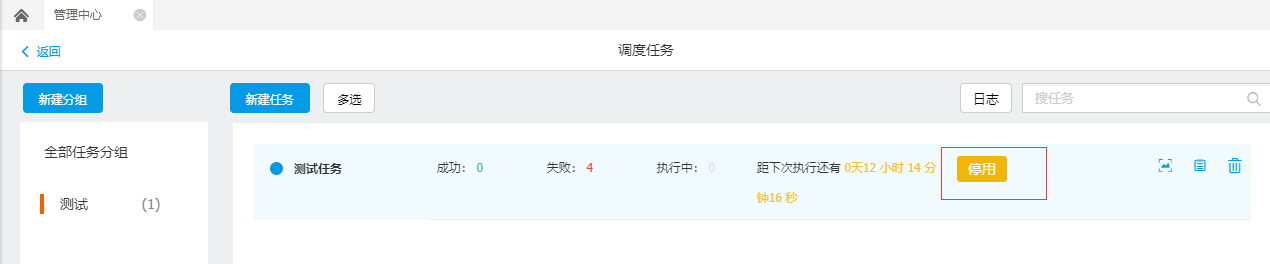 管理中心
返回
调度任务
新建分组
新建任务
多选
日志
搜任务
全部任务分组
测试 (1)
测试任务 成功: 0 失败: 4 执行中: 0 距下次执行还有 0天12 小时 14 分
钟16 秒
停用